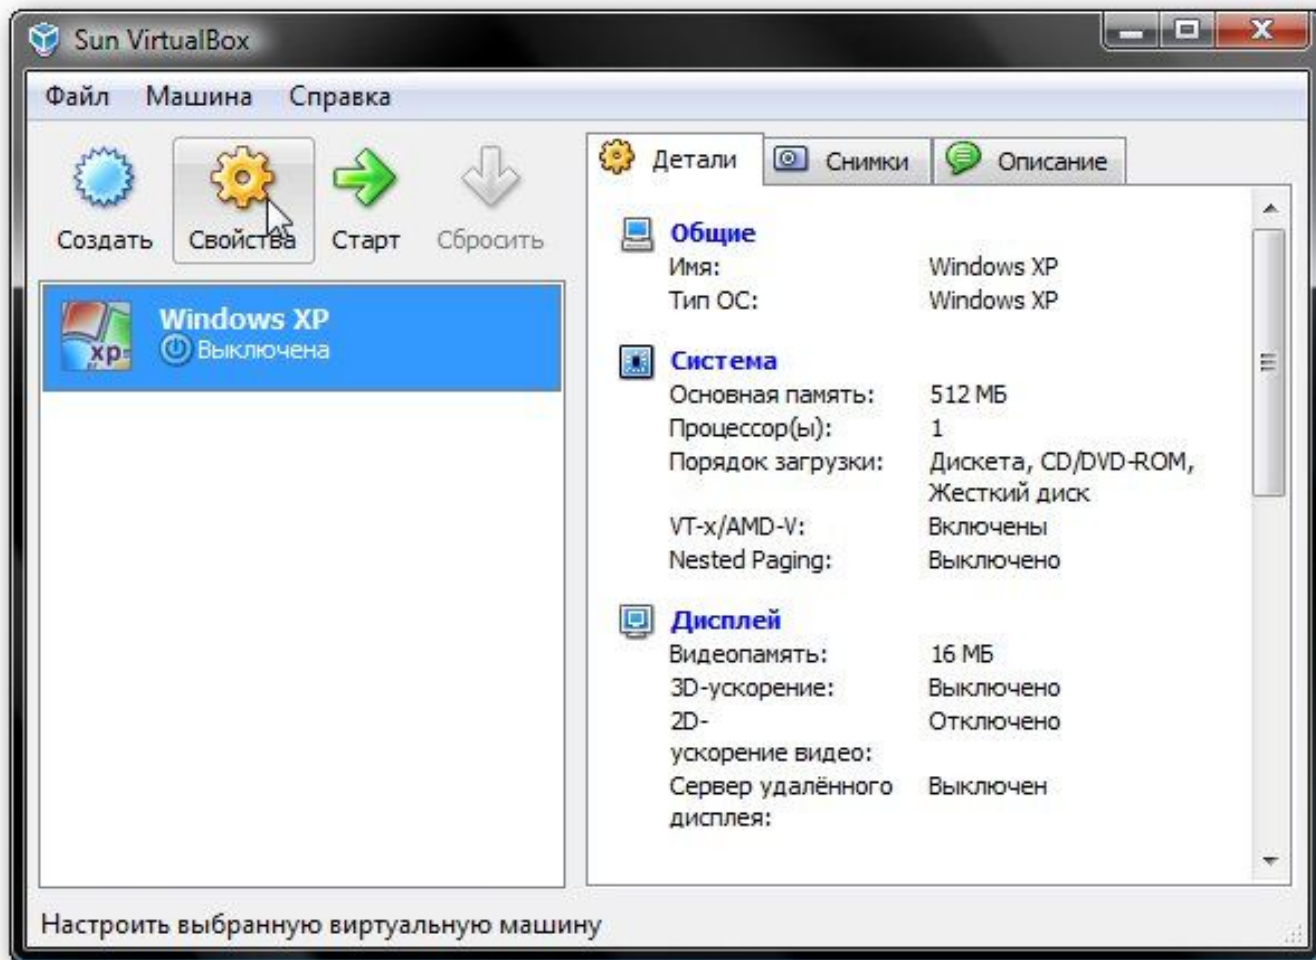 Sun VirtualBox
Файл Машина Справка
Создать Свойства Старт Сбросить
Windows XP
Выключена
Детали Снимки Описание
Общие
Имя: Windows XP
Тип ОС: Windows XP
Система
Основная память: 512 МБ
Процессор(ы): 1
Порядок загрузки: Дискета, CD/DVD-ROM,
Жесткий диск
VT-x/AMD-V: Включены
Nested Paging: Выключено
Дисплей
Видеопамять: 16 МБ
3D-ускорение: Выключено
2D- Отключено
ускорение видео:
Сервер удалённого Выключен
дисплея:
Настроить выбранную виртуальную машину